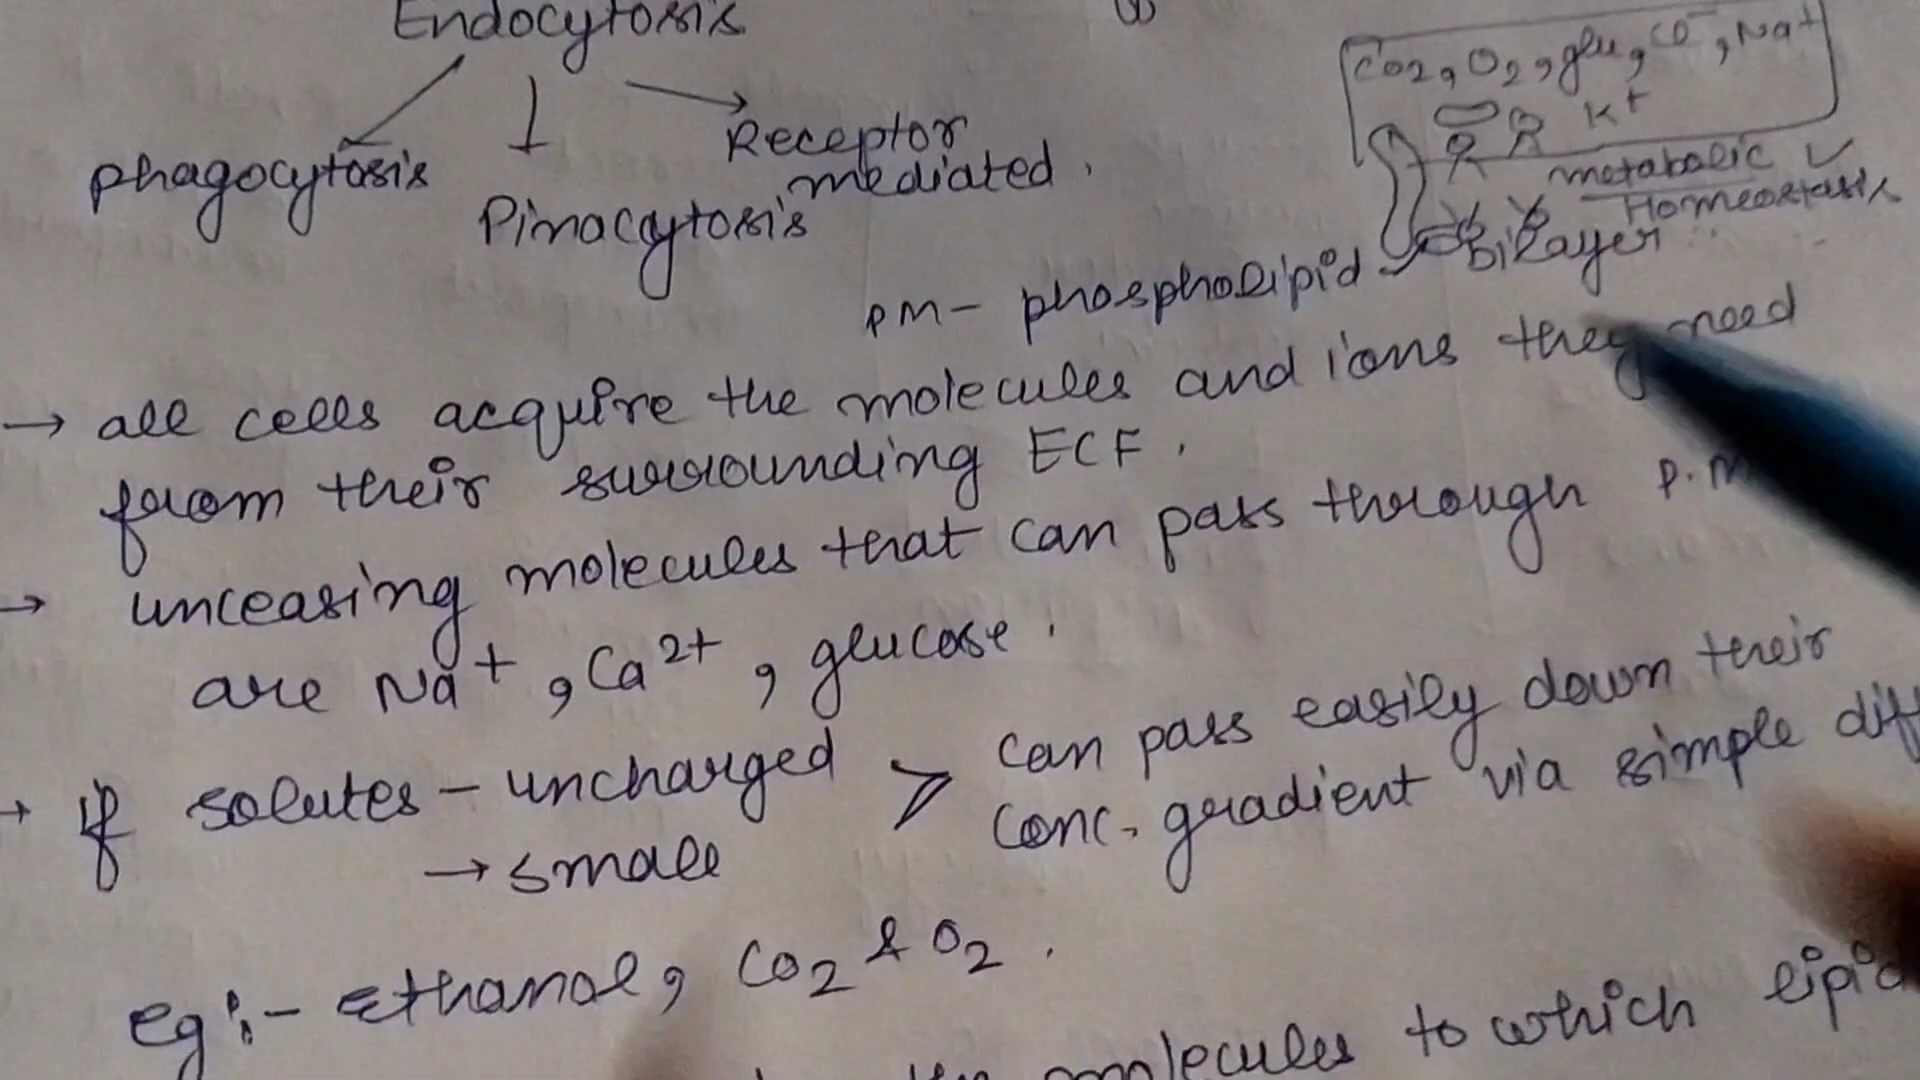 Endocytosis
Co2, O2, glu, Cl-, Na+
K+
phagocytosis
Pinocytosis
Receptor
mediated.
metabolic ✓
Homeostasis
PM - phospholipid bilayer
→ all cells acquire the molecules and ions they need
from their surrounding ECF.
→ unceasing molecules that can pass through P.M
are Na+, Ca2+, glucose.
→ if solutes - uncharged > can pass easily down their
→ small conc. gradient via simple diff
eg:- Ethanol, CO2 & O2.
molecules to which lipid